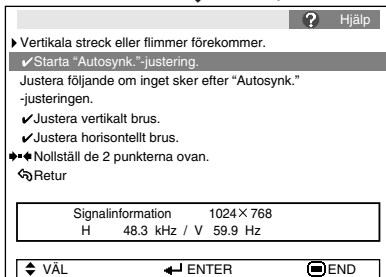 ? Hjälp
Vertikala streck eller flimmer förekommer.
✔Starta “Autosynk.”-justering.
Justera följande om inget sker efter “Autosynk.”
-justeringen.
✔Justera vertikalt brus.
✔Justera horisontellt brus.
Nollställ de 2 punkterna ovan.
Retur
Signalinformation 1024×768
H 48.3 kHz / V 59.9 Hz
VÄL ENTER END